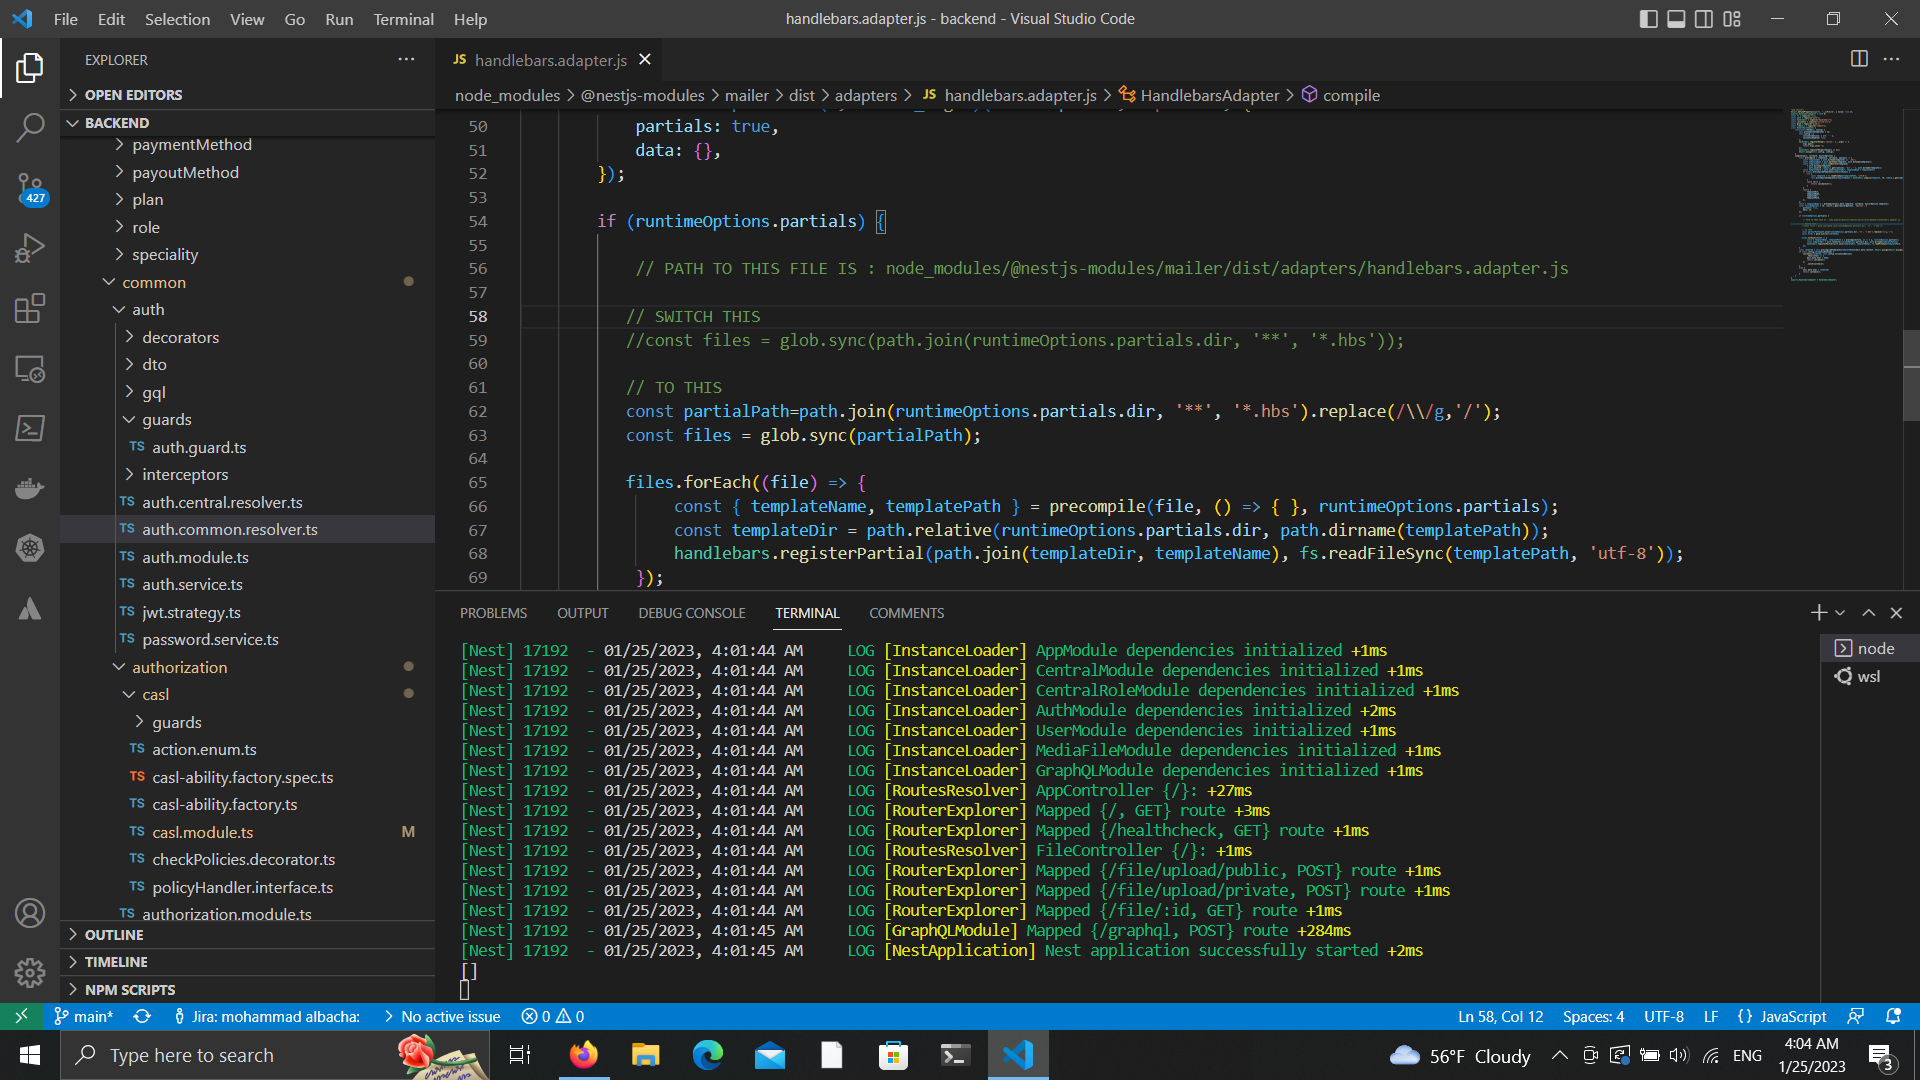 File Edit Selection View Go Run Terminal Help
handlebars.adapter.js - backend - Visual Studio Code
EXPLORER
OPEN EDITORS
BACKEND
paymentMethod
payoutMethod
plan
role
speciality
common
auth
decorators
dto
gql
guards
TS auth.guard.ts
interceptors
TS auth.central.resolver.ts
TS auth.common.resolver.ts
TS auth.module.ts
TS auth.service.ts
TS jwt.strategy.ts
TS password.service.ts
authorization
casl
guards
TS action.enum.ts
TS casl-ability.factory.spec.ts
TS casl-ability.factory.ts
TS casl.module.ts M
TS checkPolicies.decorator.ts
TS policyHandler.interface.ts
TS authorization.module.ts
OUTLINE
TIMELINE
NPM SCRIPTS
427
JS handlebars.adapter.js
node_modules > @nestjs-modules > mailer > dist > adapters > JS handlebars.adapter.js > HandlebarsAdapter > compile
50 partials: true,
51 data: {},
52 });
53
54 if (runtimeOptions.partials) {
55
56 // PATH TO THIS FILE IS : node_modules/@nestjs-modules/mailer/dist/adapters/handlebars.adapter.js
57
58 // SWITCH THIS
59 //const files = glob.sync(path.join(runtimeOptions.partials.dir, '**', '*.hbs'));
60
61 // TO THIS
62 const partialPath=path.join(runtimeOptions.partials.dir, '**', '*.hbs').replace(/\\/g,'/');
63 const files = glob.sync(partialPath);
64
65 files.forEach((file) => {
66 const { templateName, templatePath } = precompile(file, () => { }, runtimeOptions.partials);
67 const templateDir = path.relative(runtimeOptions.partials.dir, path.dirname(templatePath));
68 handlebars.registerPartial(path.join(templateDir, templateName), fs.readFileSync(templatePath, 'utf-8'));
69 });
PROBLEMS OUTPUT DEBUG CONSOLE TERMINAL COMMENTS
[Nest] 17192 - 01/25/2023, 4:01:44 AM LOG [InstanceLoader] AppModule dependencies initialized +1ms
[Nest] 17192 - 01/25/2023, 4:01:44 AM LOG [InstanceLoader] CentralModule dependencies initialized +1ms
[Nest] 17192 - 01/25/2023, 4:01:44 AM LOG [InstanceLoader] CentralRoleModule dependencies initialized +1ms
[Nest] 17192 - 01/25/2023, 4:01:44 AM LOG [InstanceLoader] AuthModule dependencies initialized +2ms
[Nest] 17192 - 01/25/2023, 4:01:44 AM LOG [InstanceLoader] UserModule dependencies initialized +1ms
[Nest] 17192 - 01/25/2023, 4:01:44 AM LOG [InstanceLoader] MediaFileModule dependencies initialized +1ms
[Nest] 17192 - 01/25/2023, 4:01:44 AM LOG [InstanceLoader] GraphQLModule dependencies initialized +1ms
[Nest] 17192 - 01/25/2023, 4:01:44 AM LOG [RoutesResolver] AppController {/}: +27ms
[Nest] 17192 - 01/25/2023, 4:01:44 AM LOG [RouterExplorer] Mapped {/, GET} route +3ms
[Nest] 17192 - 01/25/2023, 4:01:44 AM LOG [RouterExplorer] Mapped {/healthcheck, GET} route +1ms
[Nest] 17192 - 01/25/2023, 4:01:44 AM LOG [RoutesResolver] FileController {/}: +1ms
[Nest] 17192 - 01/25/2023, 4:01:44 AM LOG [RouterExplorer] Mapped {/file/upload/public, POST} route +1ms
[Nest] 17192 - 01/25/2023, 4:01:44 AM LOG [RouterExplorer] Mapped {/file/upload/private, POST} route +1ms
[Nest] 17192 - 01/25/2023, 4:01:44 AM LOG [RouterExplorer] Mapped {/file/:id, GET} route +1ms
[Nest] 17192 - 01/25/2023, 4:01:45 AM LOG [GraphQLModule] Mapped {/graphql, POST} route +284ms
[Nest] 17192 - 01/25/2023, 4:01:45 AM LOG [NestApplication] Nest application successfully started +2ms
[]
node
wsl
main* Jira: mohammad albacha: No active issue 0 0
Ln 58, Col 12 Spaces: 4 UTF-8 LF {} JavaScript
Type here to search
56°F Cloudy ENG
4:04 AM
1/25/2023
3